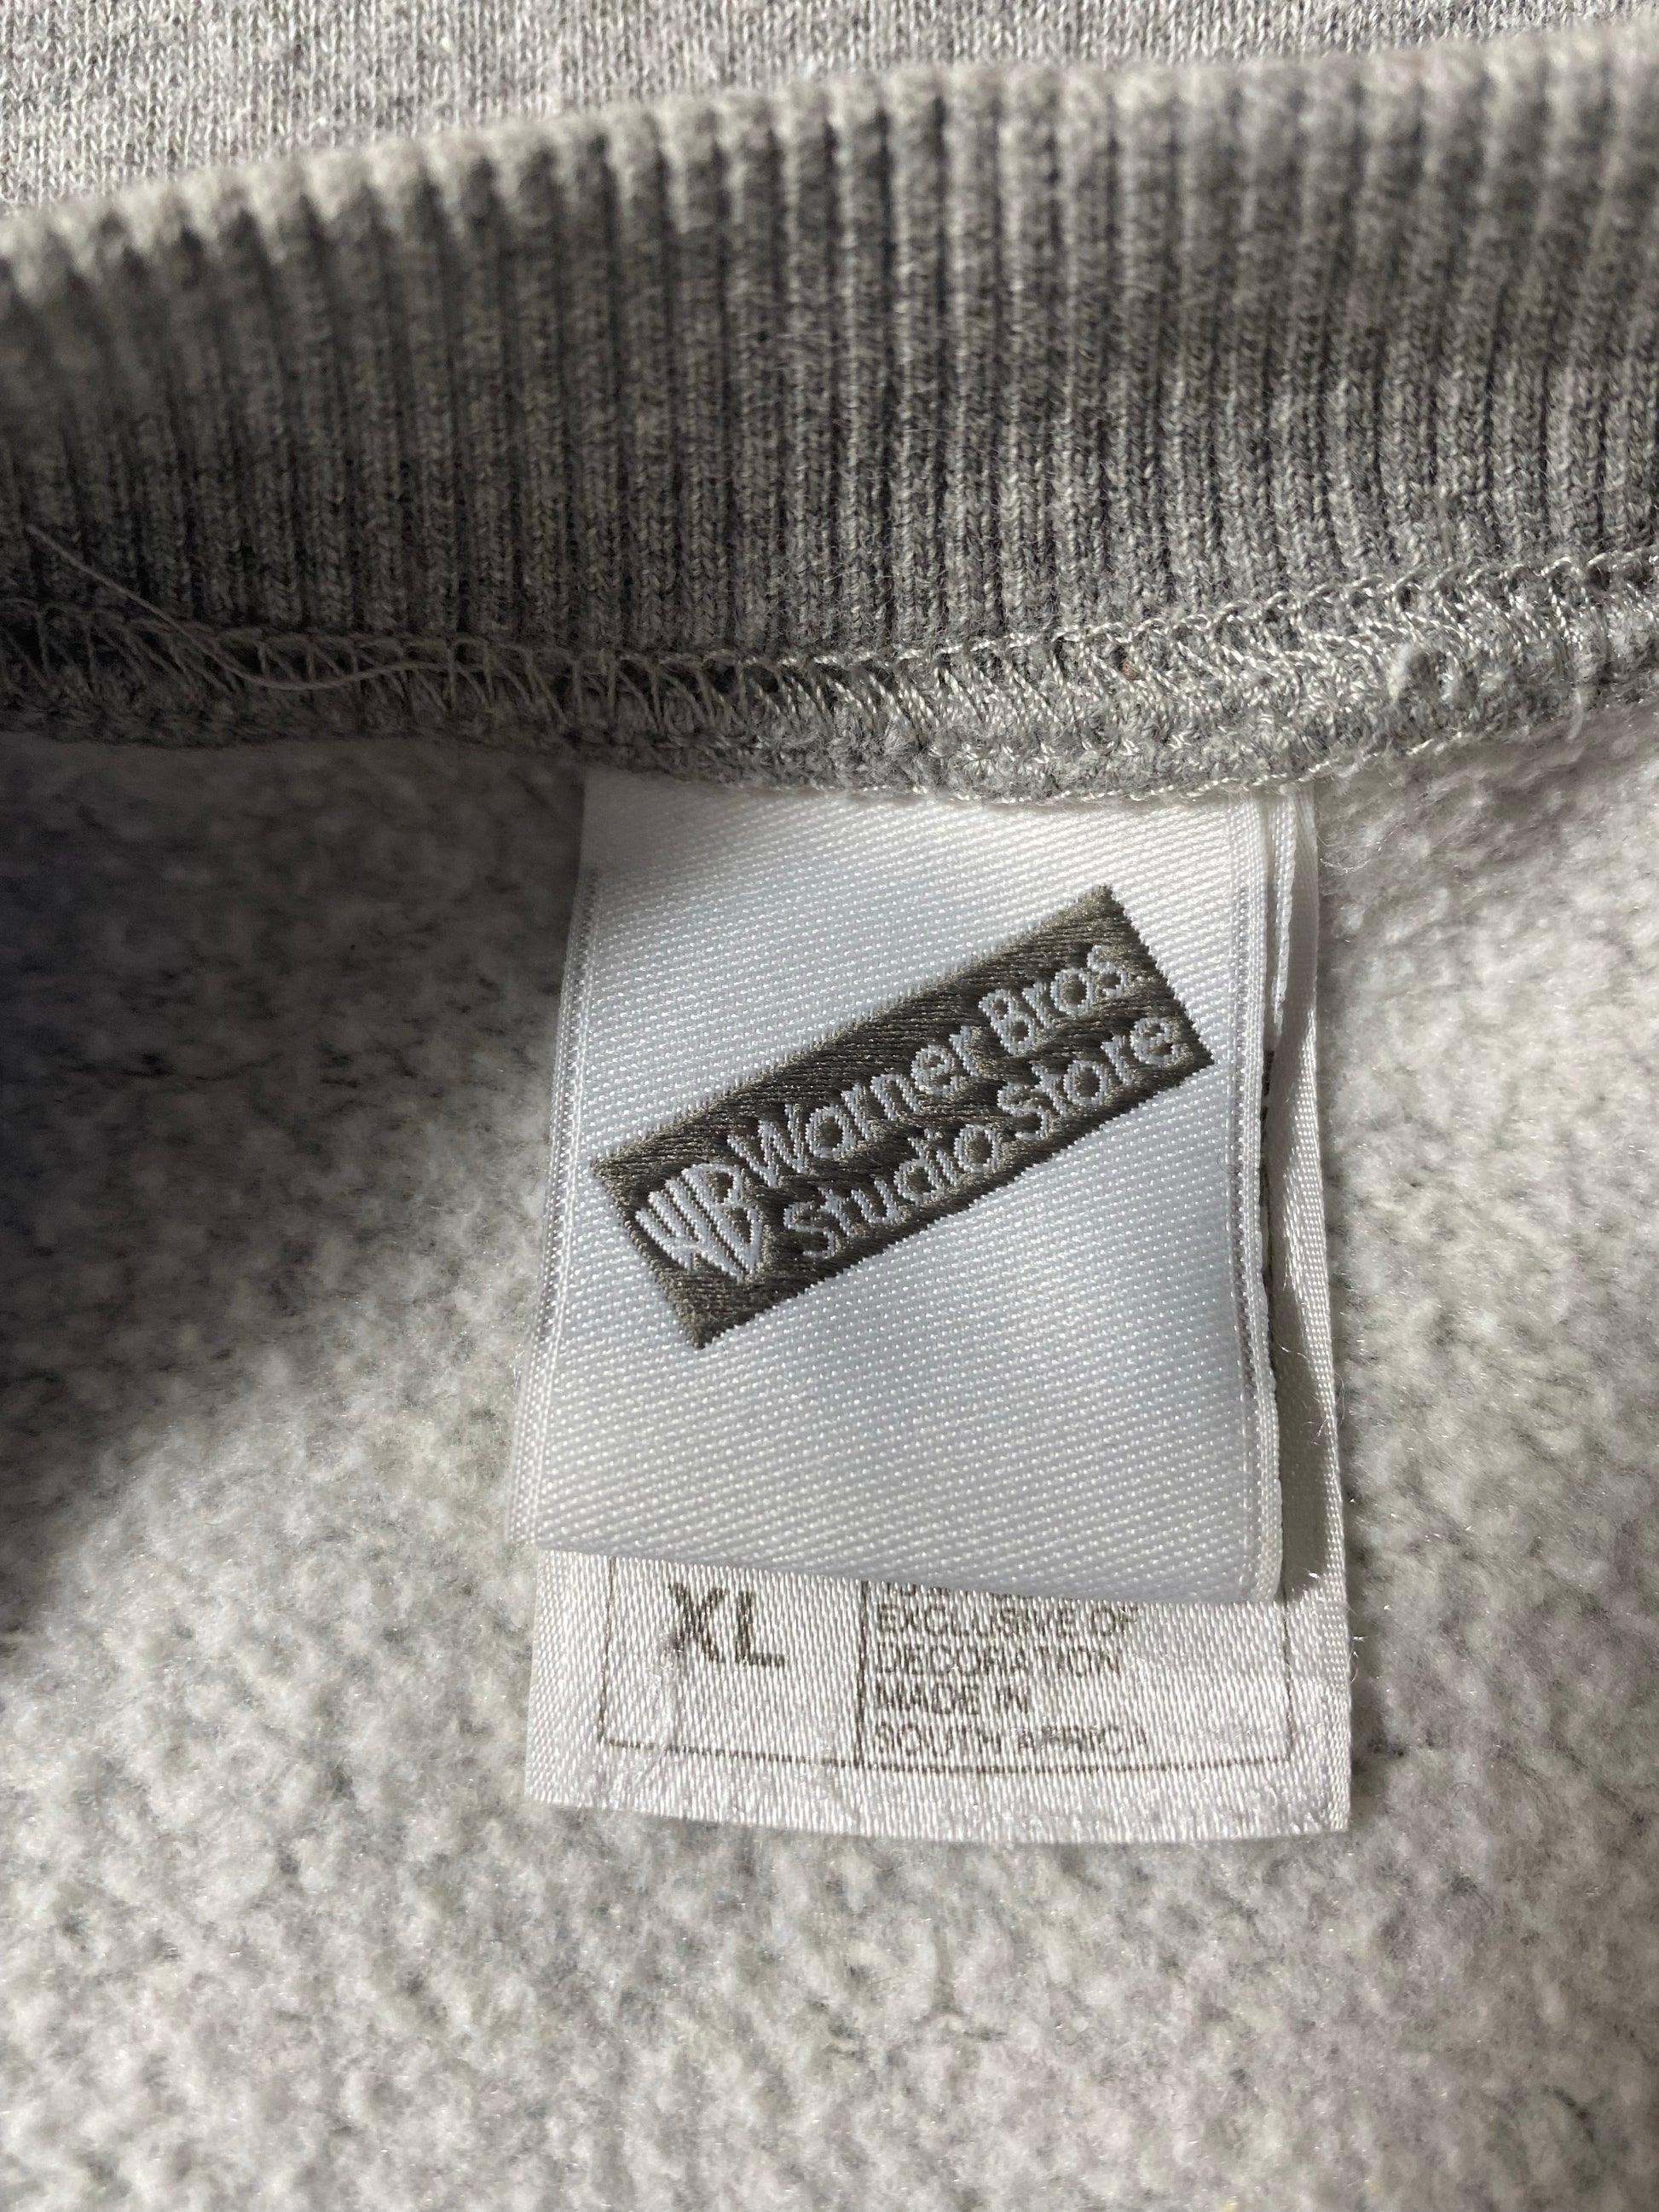 WB Warner Bros.
Studio Store
XL
EXCLUSIVE OF
DECORATION
MADE IN
SOUTH AFRICA